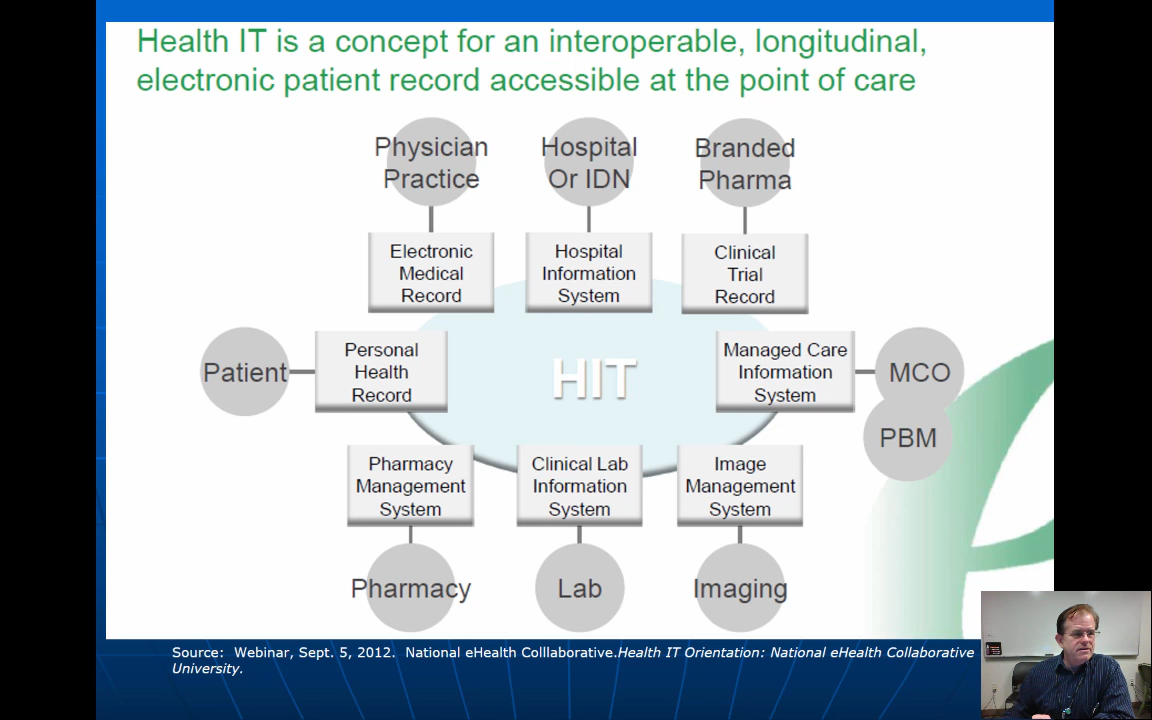 Health IT is a concept for an interoperable, longitudinal,
electronic patient record accessible at the point of care
Physician
Practice
Hospital
Or IDN
Branded
Pharma
Electronic
Medical
Record
Hospital
Information
System
Clinical
Trial
Record
Patient
Personal
Health
Record
HIT
Managed Care
Information
System
MCO
PBM
Pharmacy
Management
System
Clinical Lab
Information
System
Image
Management
System
Pharmacy
Lab
Imaging
Source: Webinar, Sept. 5, 2012. National eHealth Colllaborative.Health IT Orientation: National eHealth Collaborative
University.